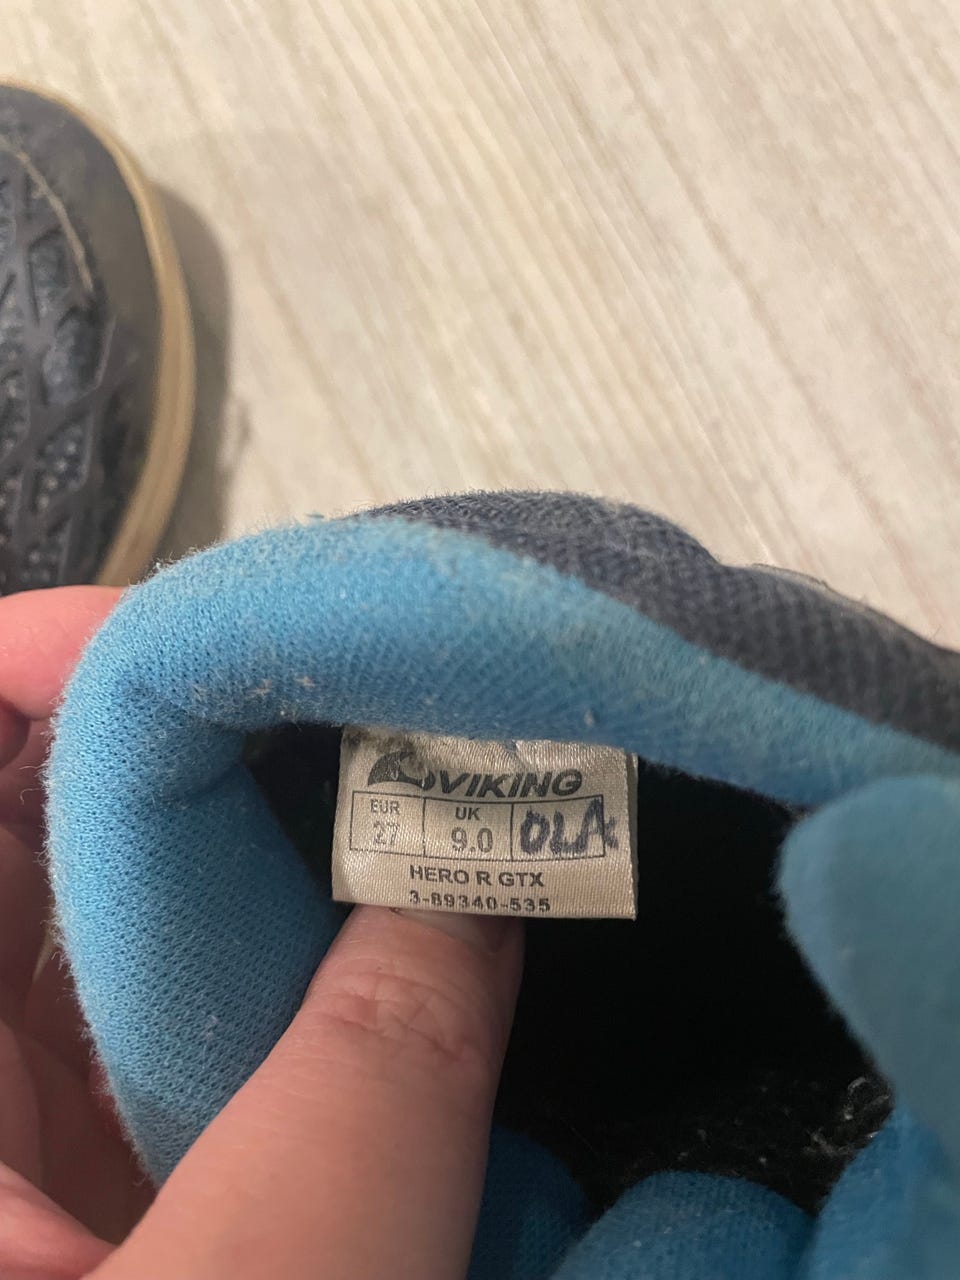 VIKING
EUR UK
27 9.0 OLA
HERO R GTX
3-89340-535